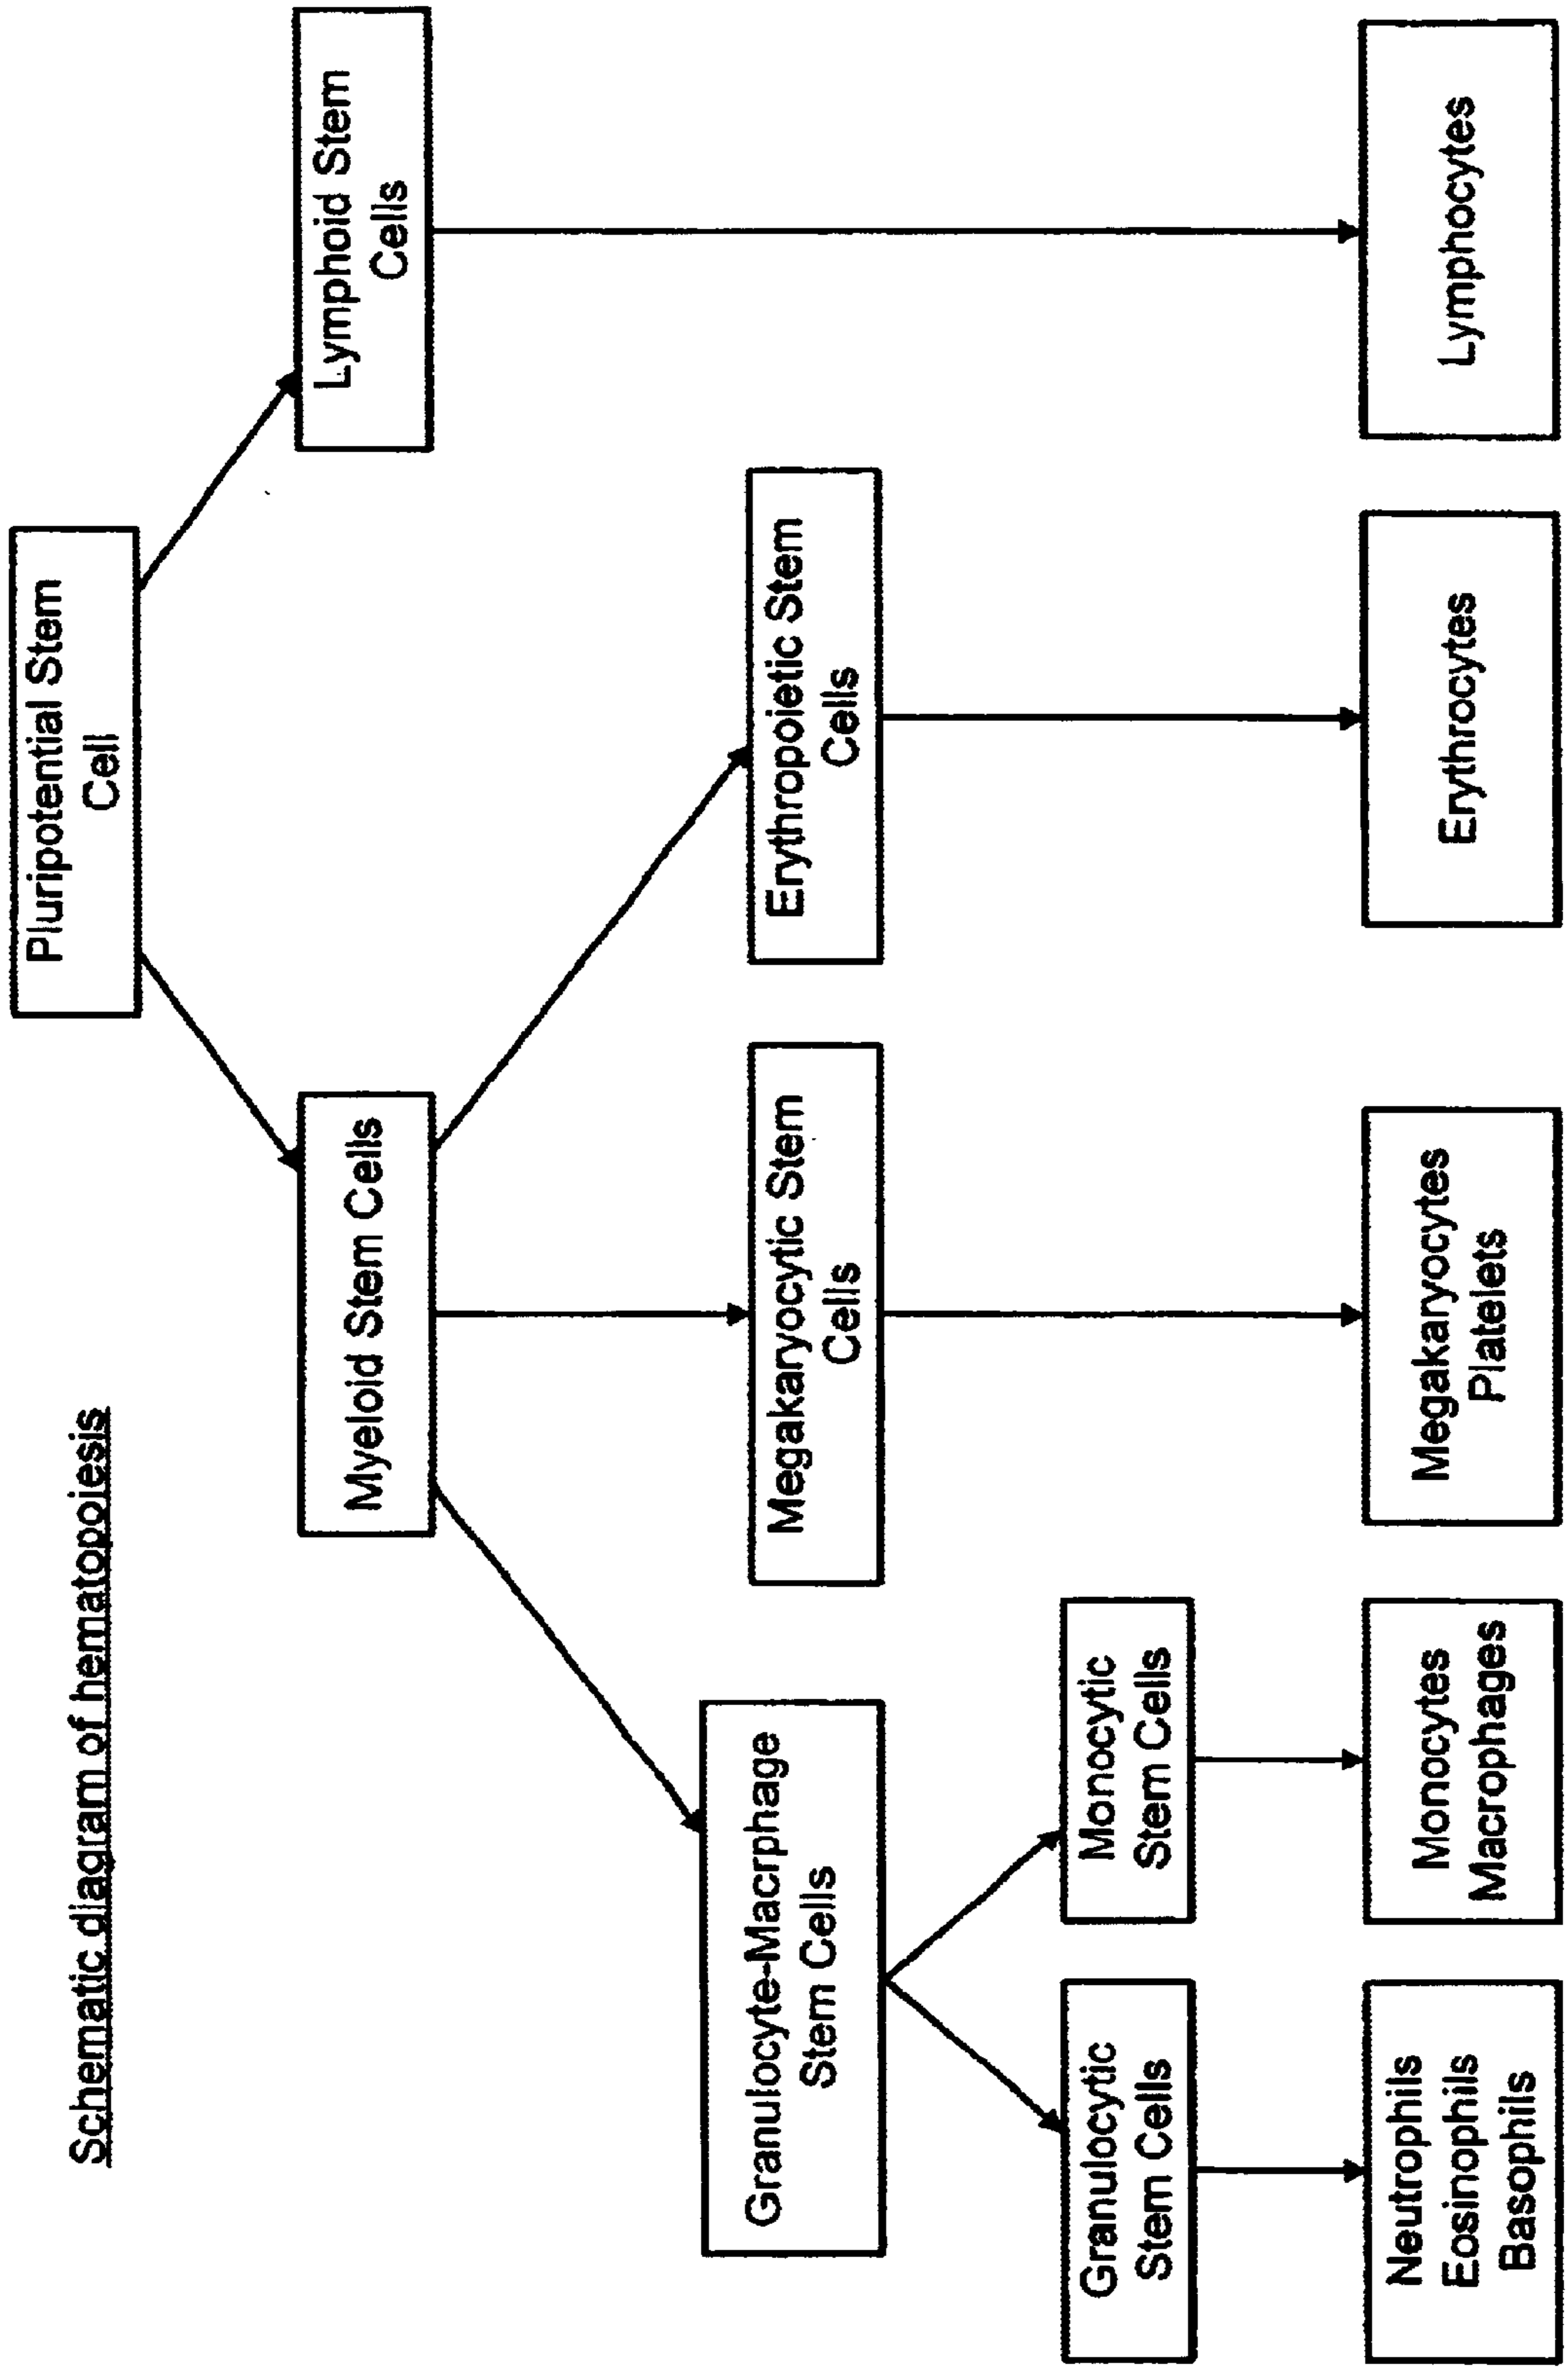 Schematic diagram of hematopoiesis
Pluripotential Stem
Cell
Myeloid Stem Cells
Lymphoid Stem
Cells
Granulocyte-Macrphage
Stem Cells
Megakaryocytic Stem
Cells
Erythropoietic Stem
Cells
Granulocytic
Stem Cells
Monocytic
Stem Cells
Neutrophils
Eosinophils
Basophils
Monocytes
Macrophages
Megakaryocytes
Platelets
Erythrocytes
Lymphocytes